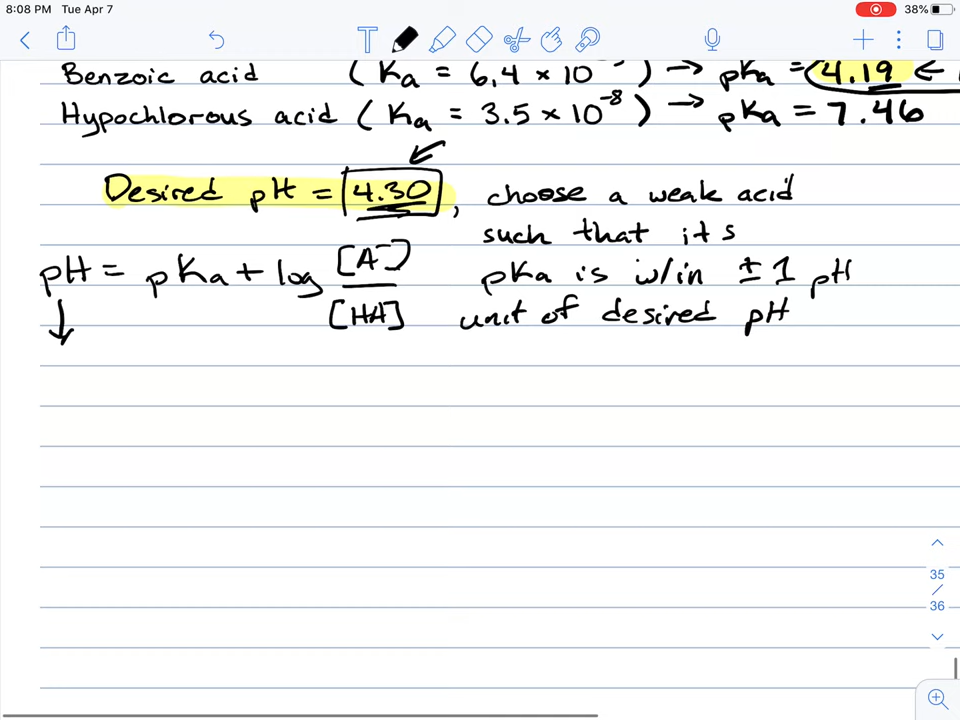 8:08 PM Tue Apr 7
38%
T
Benzoic acid (Ka = 6.4 × 10 ) → pKa = 4.19 ←
Hypochlorous acid (Ka = 3.5 × 10⁻⁸) → pKa = 7.46
Desired pH = 4.30, choose a weak acid
such that its
pH = pKa + log [A⁻]/[HA] pKa is w/in ± 1 pH
unit of desired pH
35
/
36